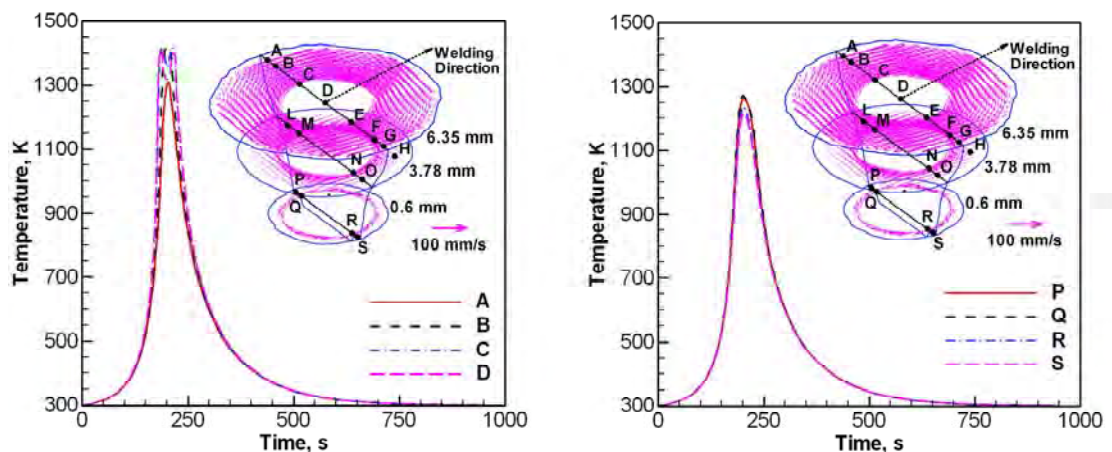 1500
1300
1100
900
700
500
300
Temperature, K
0
250
500
750
1000
Time, s
A
B
C
D
E
F
G
H
L
M
N
O
P
Q
R
S
Welding
Direction
6.35 mm
3.78 mm
0.6 mm
100 mm/s
A
B
C
D
1500
1300
1100
900
700
500
300
Temperature, K
0
250
500
750
1000
Time, s
A
B
C
D
E
F
G
H
L
M
N
O
P
Q
R
S
Welding
Direction
6.35 mm
3.78 mm
0.6 mm
100 mm/s
P
Q
R
S